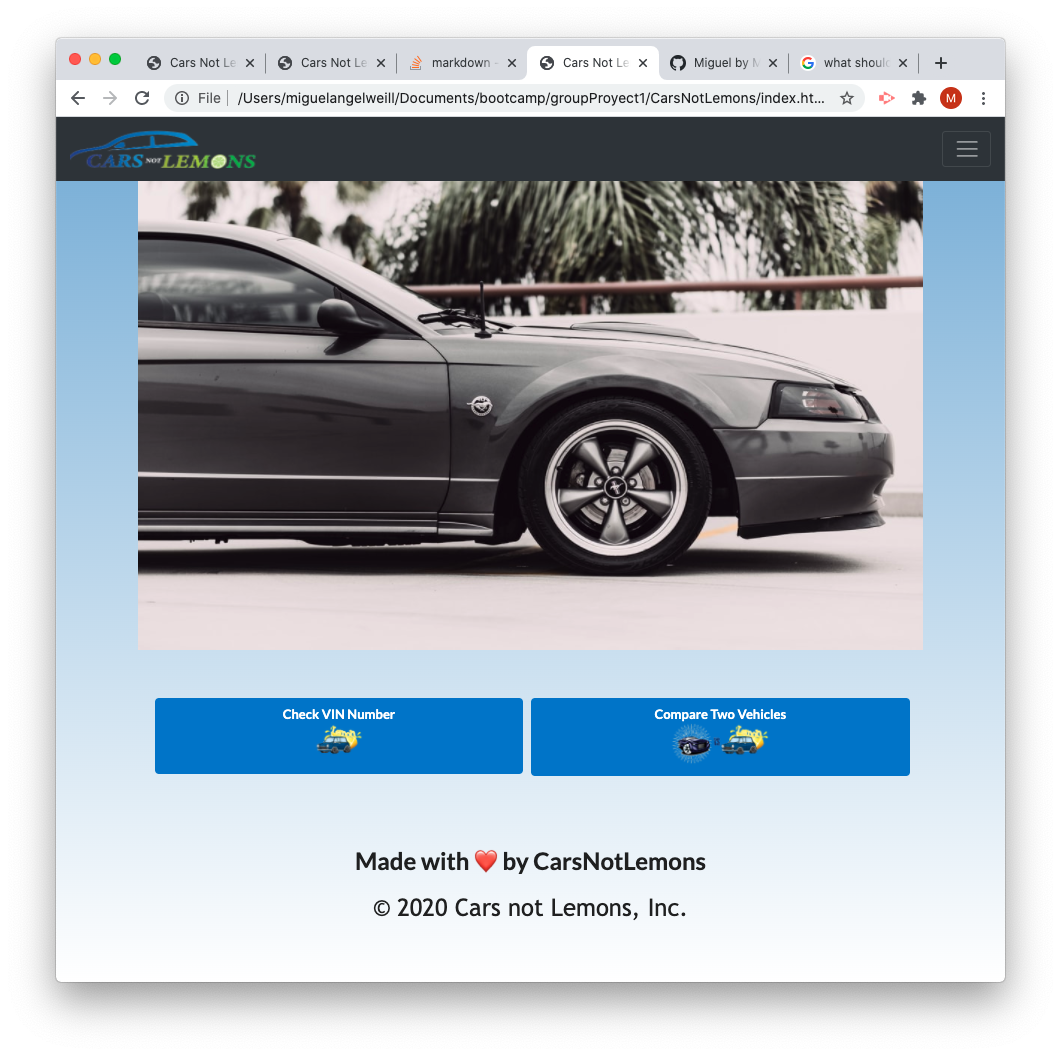 Cars Not Le
Cars Not Le
markdown -
Cars Not Le
Miguel by M
what should
File
/Users/miguelangelweill/Documents/bootcamp/groupProyect1/CarsNotLemons/index.ht...
M
CARS NOT LEMONS
Check VIN Number
Compare Two Vehicles
Made with ❤️ by CarsNotLemons
© 2020 Cars not Lemons, Inc.